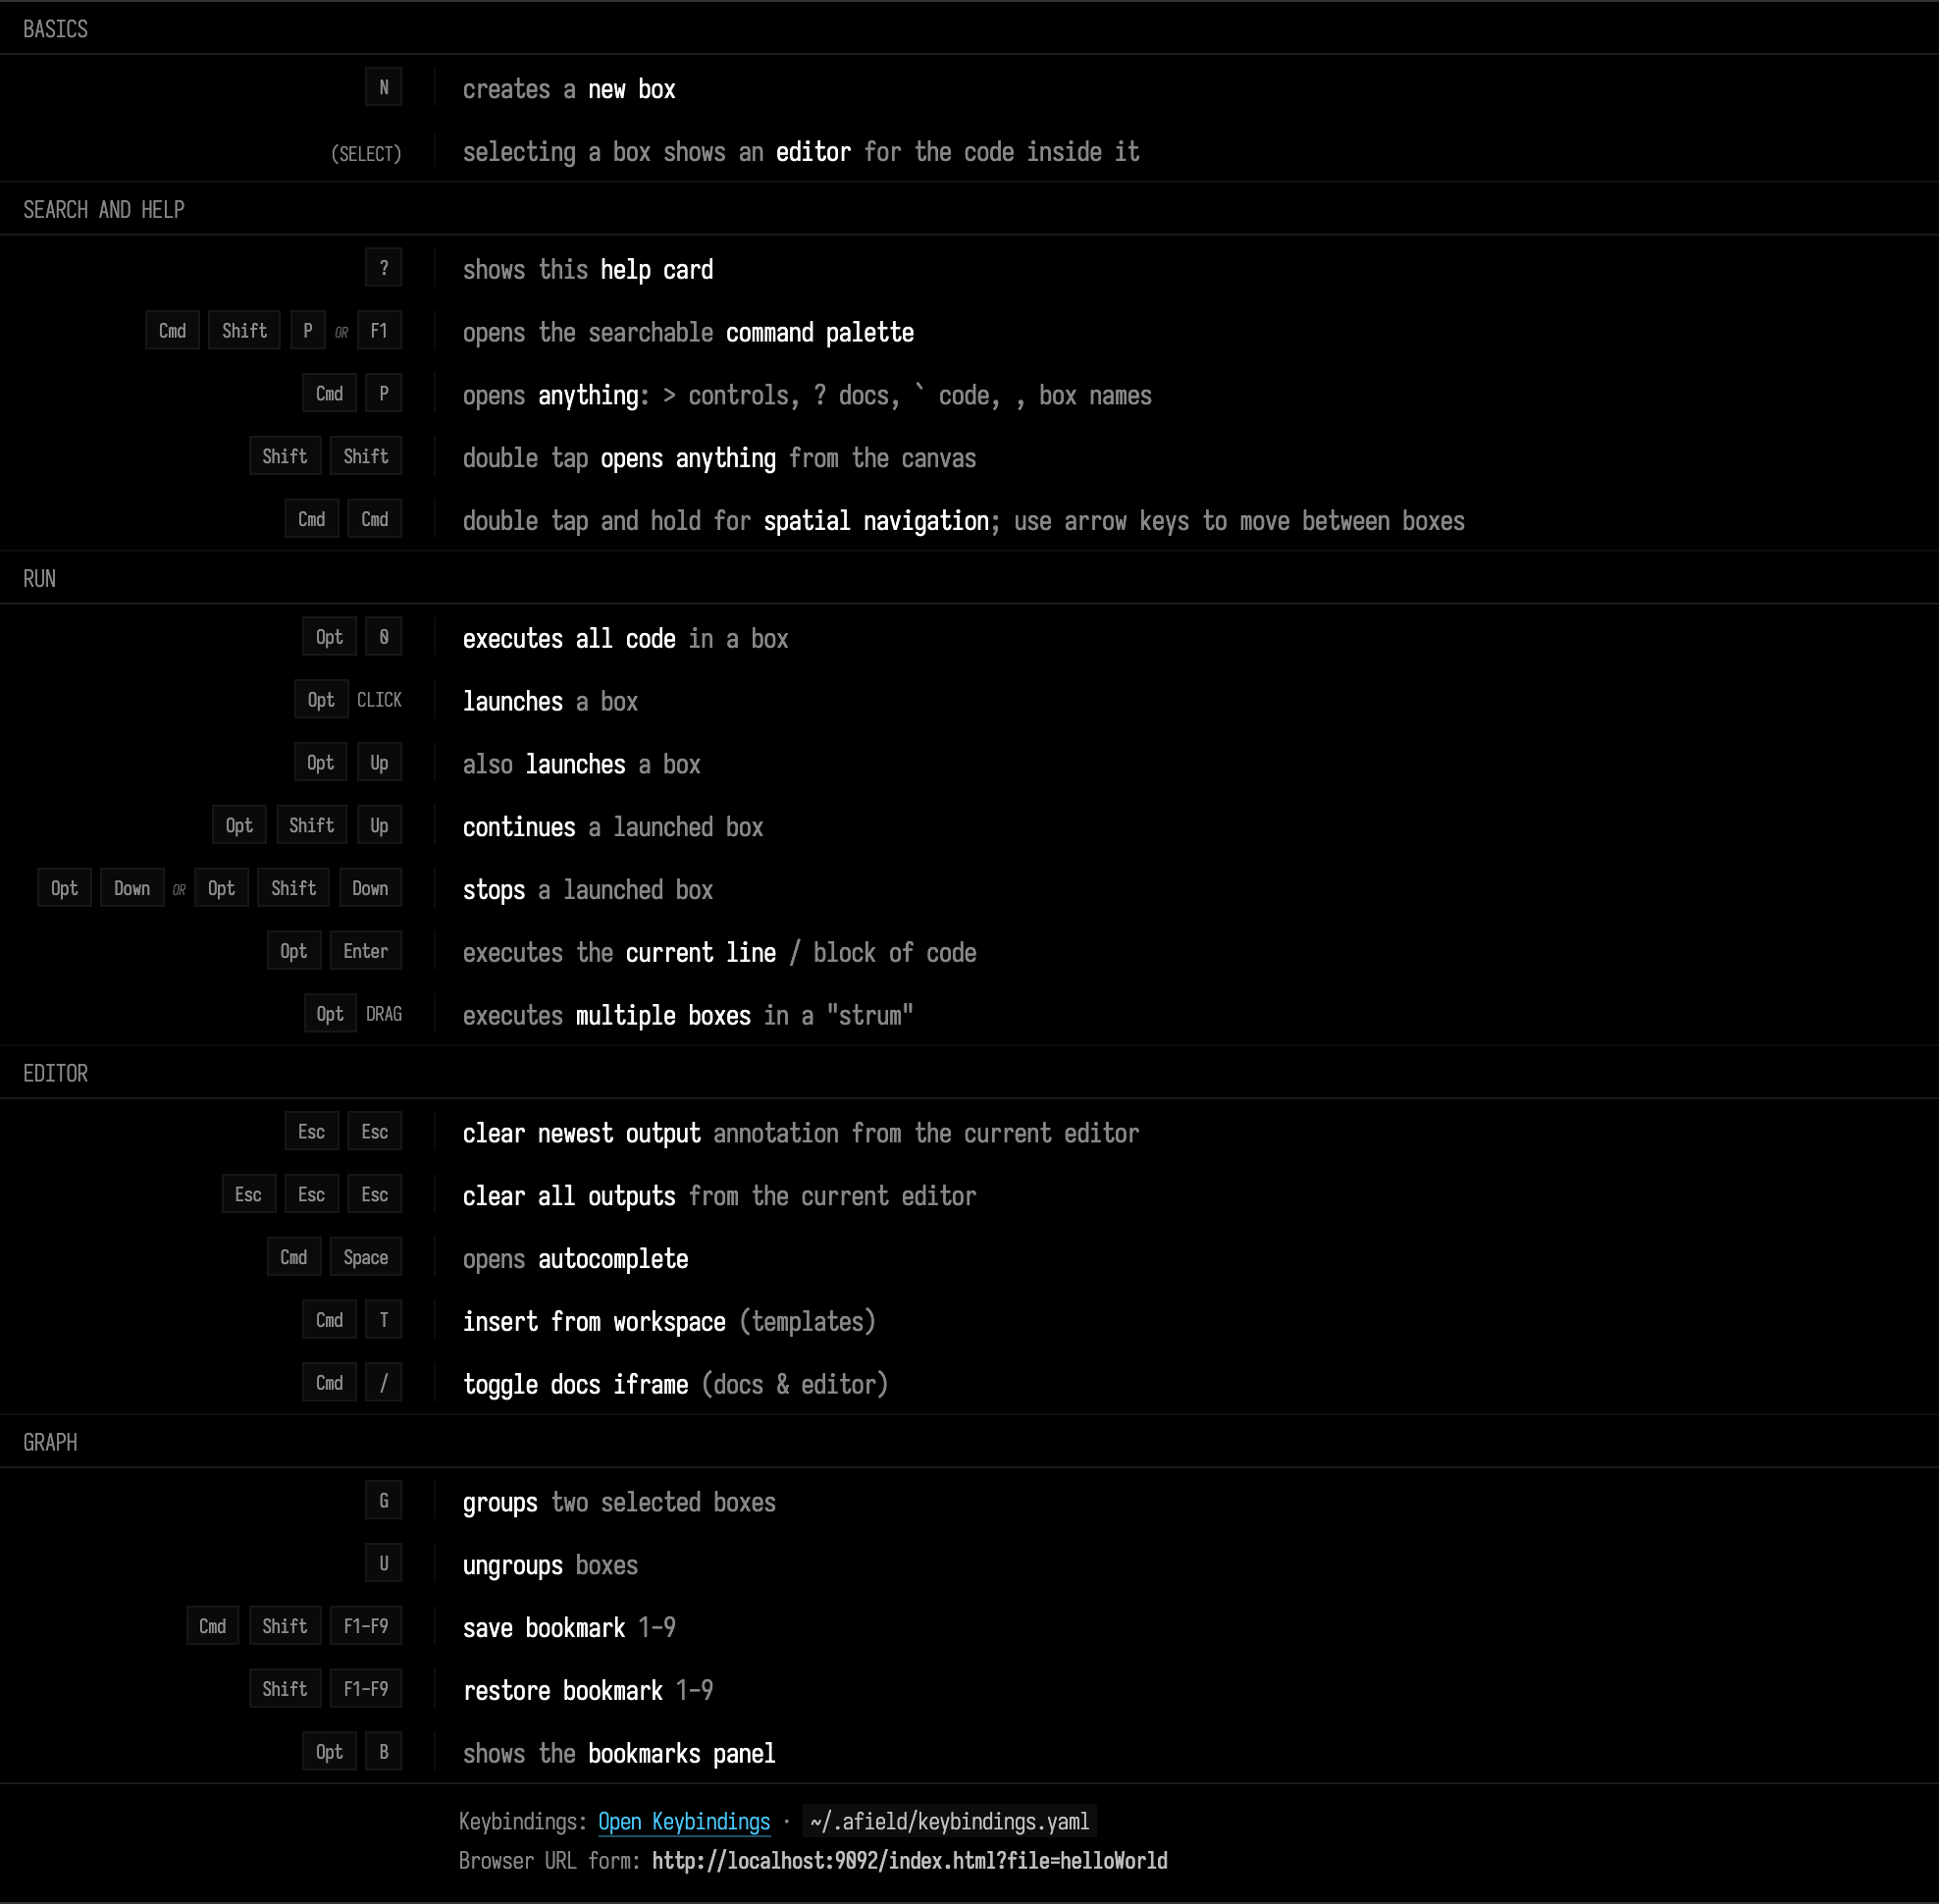 BASICS
N creates a new box
(SELECT) selecting a box shows an editor for the code inside it
SEARCH AND HELP
? shows this help card
Cmd Shift P OR F1 opens the searchable command palette
Cmd P opens anything: > controls, ? docs, ` code, , box names
Shift Shift double tap opens anything from the canvas
Cmd Cmd double tap and hold for spatial navigation; use arrow keys to move between boxes
RUN
Opt 0 executes all code in a box
Opt CLICK launches a box
Opt Up also launches a box
Opt Shift Up continues a launched box
Opt Down OR Opt Shift Down stops a launched box
Opt Enter executes the current line / block of code
Opt DRAG executes multiple boxes in a "strum"
EDITOR
Esc Esc clear newest output annotation from the current editor
Esc Esc Esc clear all outputs from the current editor
Cmd Space opens autocomplete
Cmd T insert from workspace (templates)
Cmd / toggle docs iframe (docs & editor)
GRAPH
G groups two selected boxes
U ungroups boxes
Cmd Shift F1–F9 save bookmark 1–9
Shift F1–F9 restore bookmark 1–9
Opt B shows the bookmarks panel
Keybindings: Open Keybindings · ~/.afield/keybindings.yaml
Browser URL form: http://localhost:9092/index.html?file=helloWorld